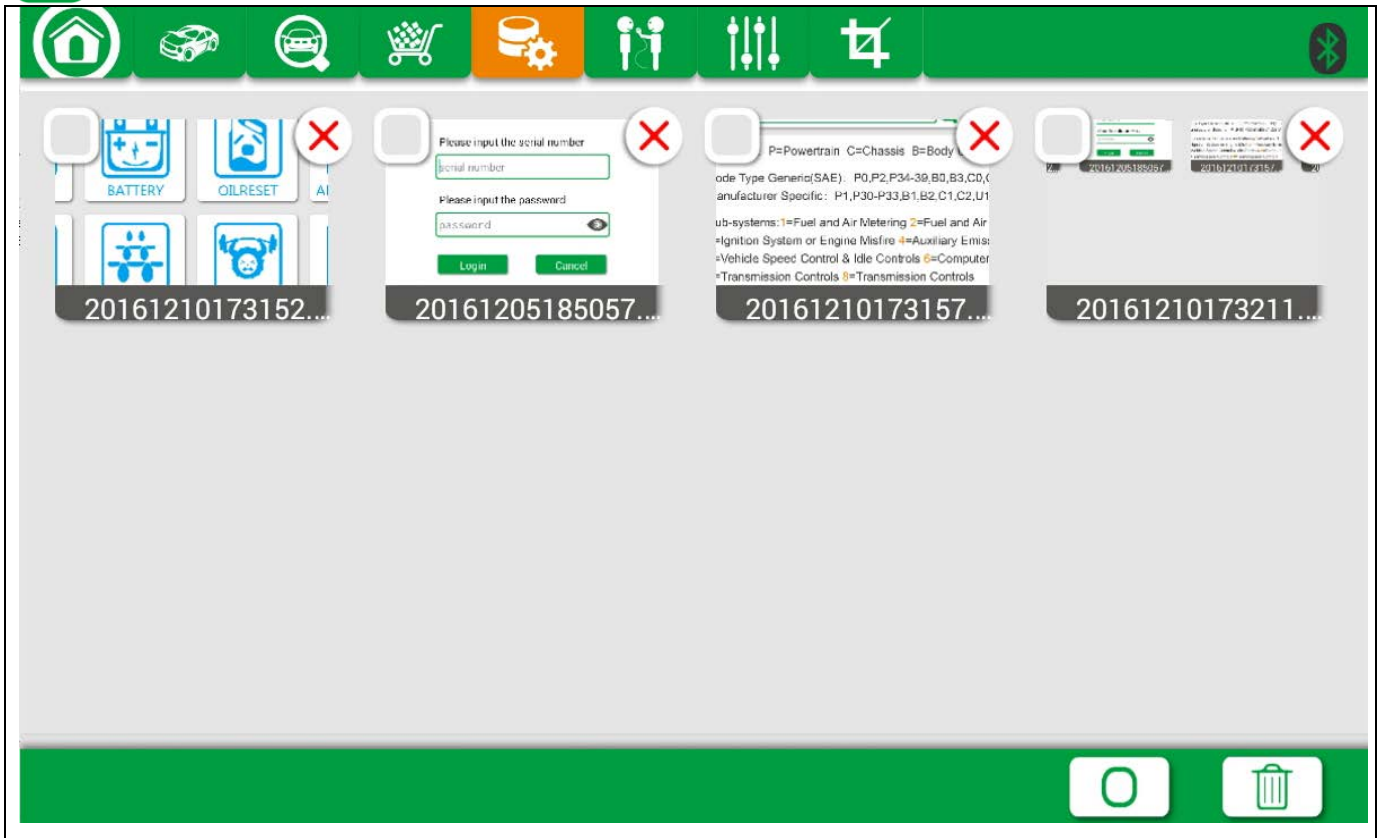 BATTERY
OILRESET
20161210173152....
Please input the serial number
serial number
Please input the password
password
Login
Cancel
20161205185057....
P=Powertrain C=Chassis B=Body
ode Type Generic(SAE): P0,P2,P34-39,B0,B3,C0,
anufacturer Specific: P1,P30-P33,B1,B2,C1,C2,U1
ub-systems:1=Fuel and Air Metering 2=Fuel and Air
=Ignition System or Engine Misfire 4=Auxiliary Emis
=Vehicle Speed Control & Idle Controls 6=Computer
=Transmission Controls 8=Transmission Controls
20161210173157....
20161205185057.
20161210173157.
20161210173211....